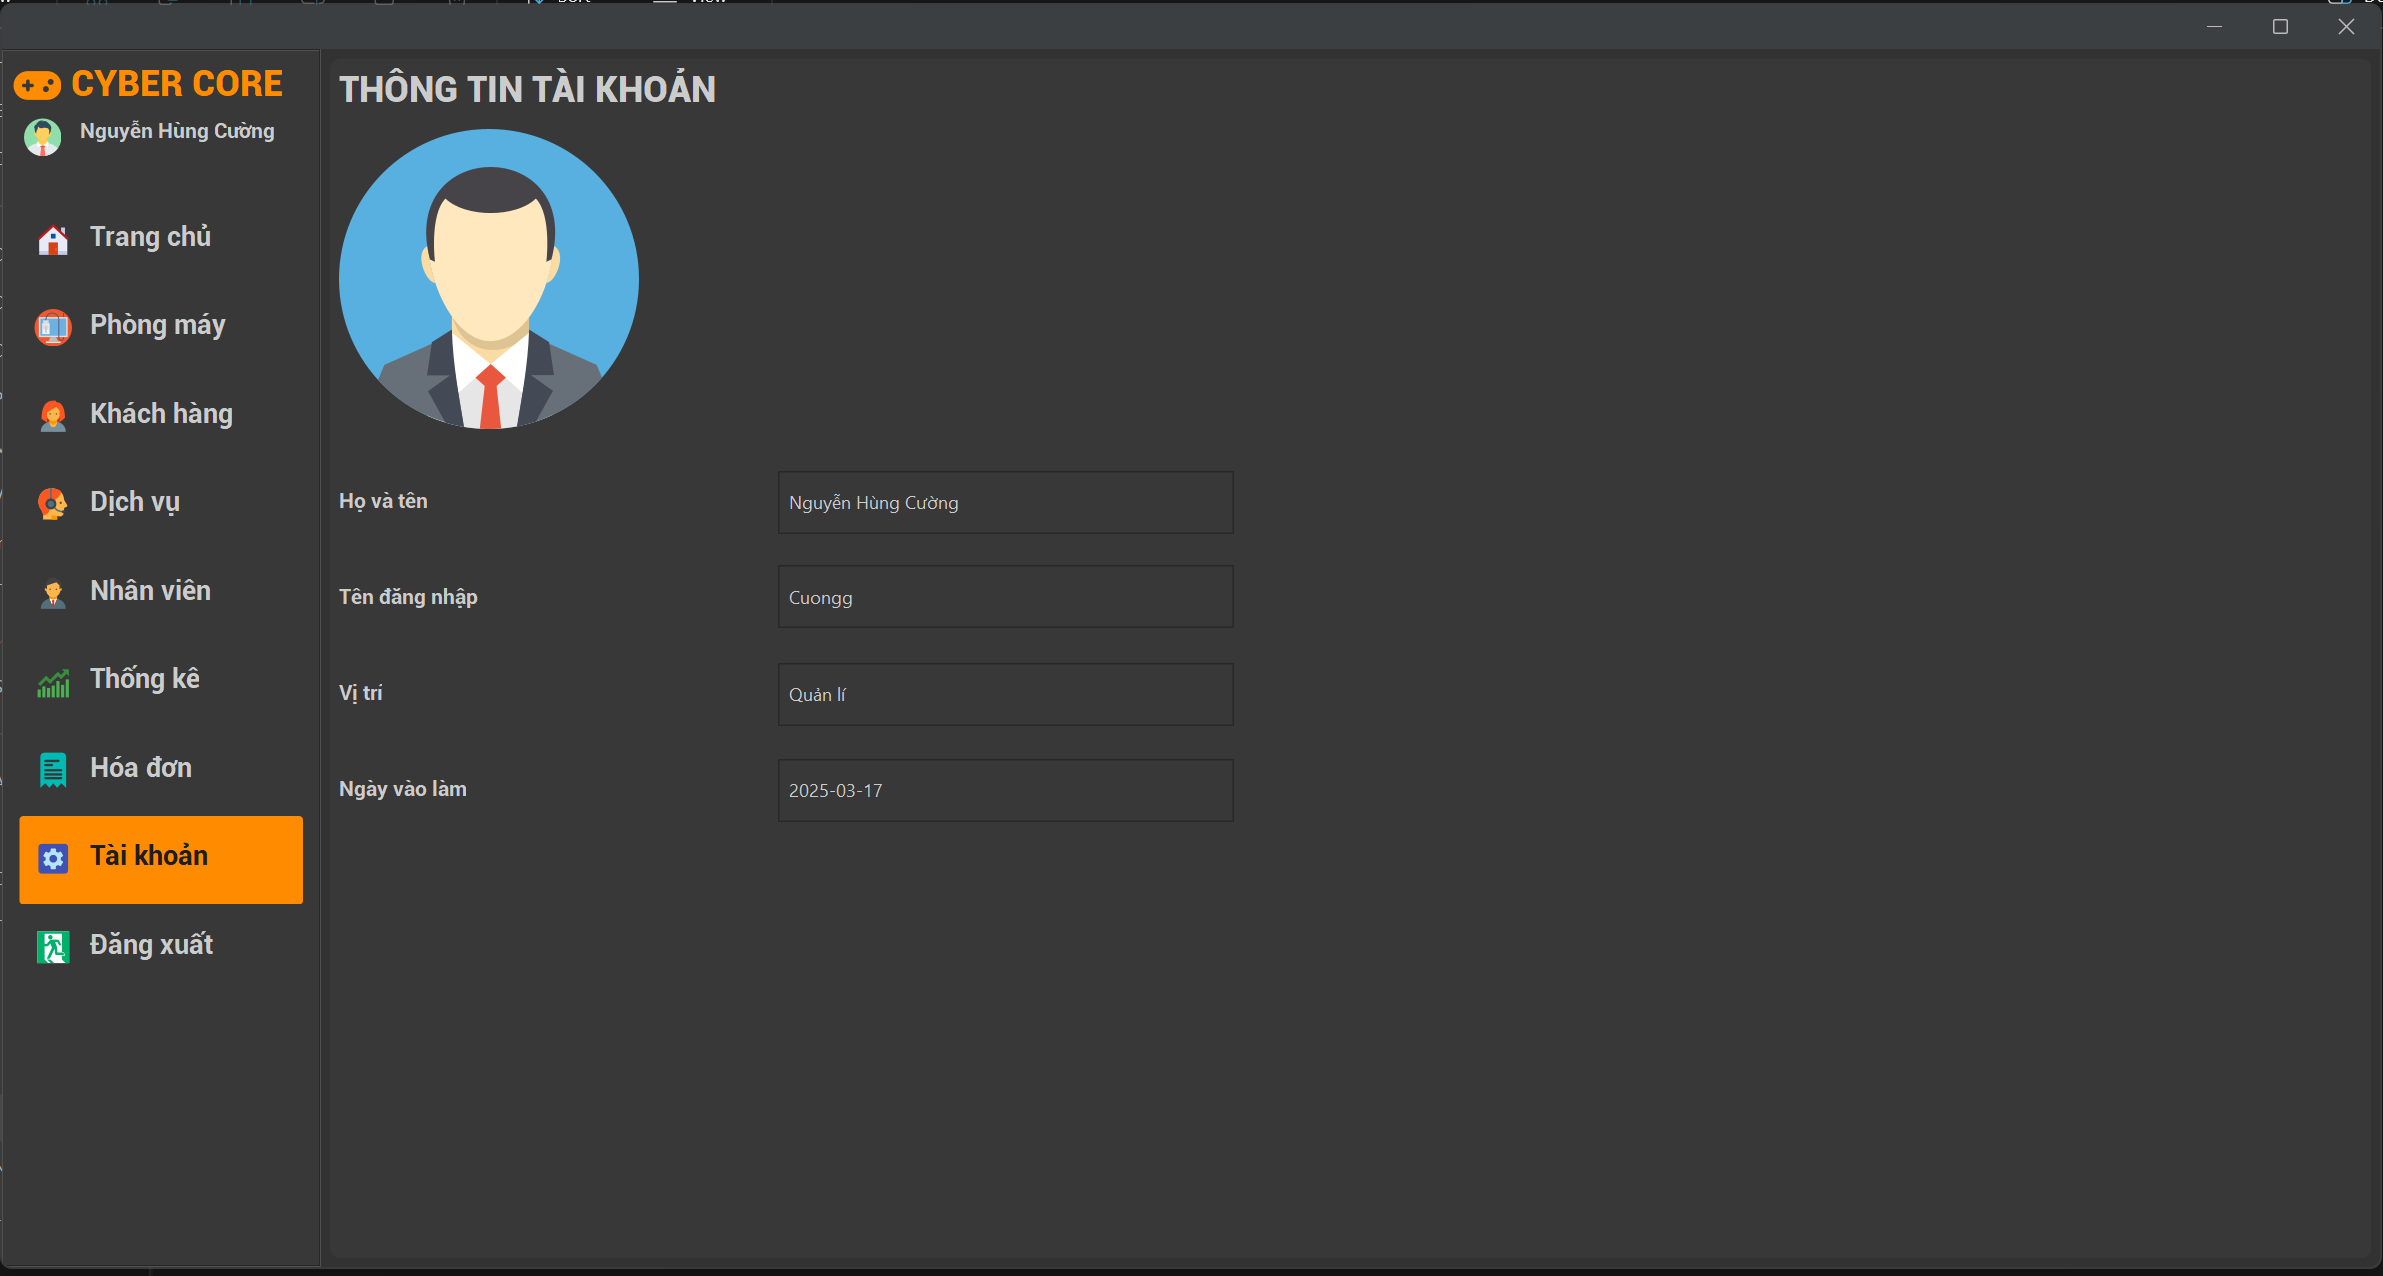 CYBER CORE
Nguyễn Hùng Cường
Trang chủ
Phòng máy
Khách hàng
Dịch vụ
Nhân viên
Thống kê
Hóa đơn
Tài khoản
Đăng xuất
THÔNG TIN TÀI KHOẢN
Họ và tên
Nguyễn Hùng Cường
Tên đăng nhập
Cuongg
Vị trí
Quản lí
Ngày vào làm
2025-03-17